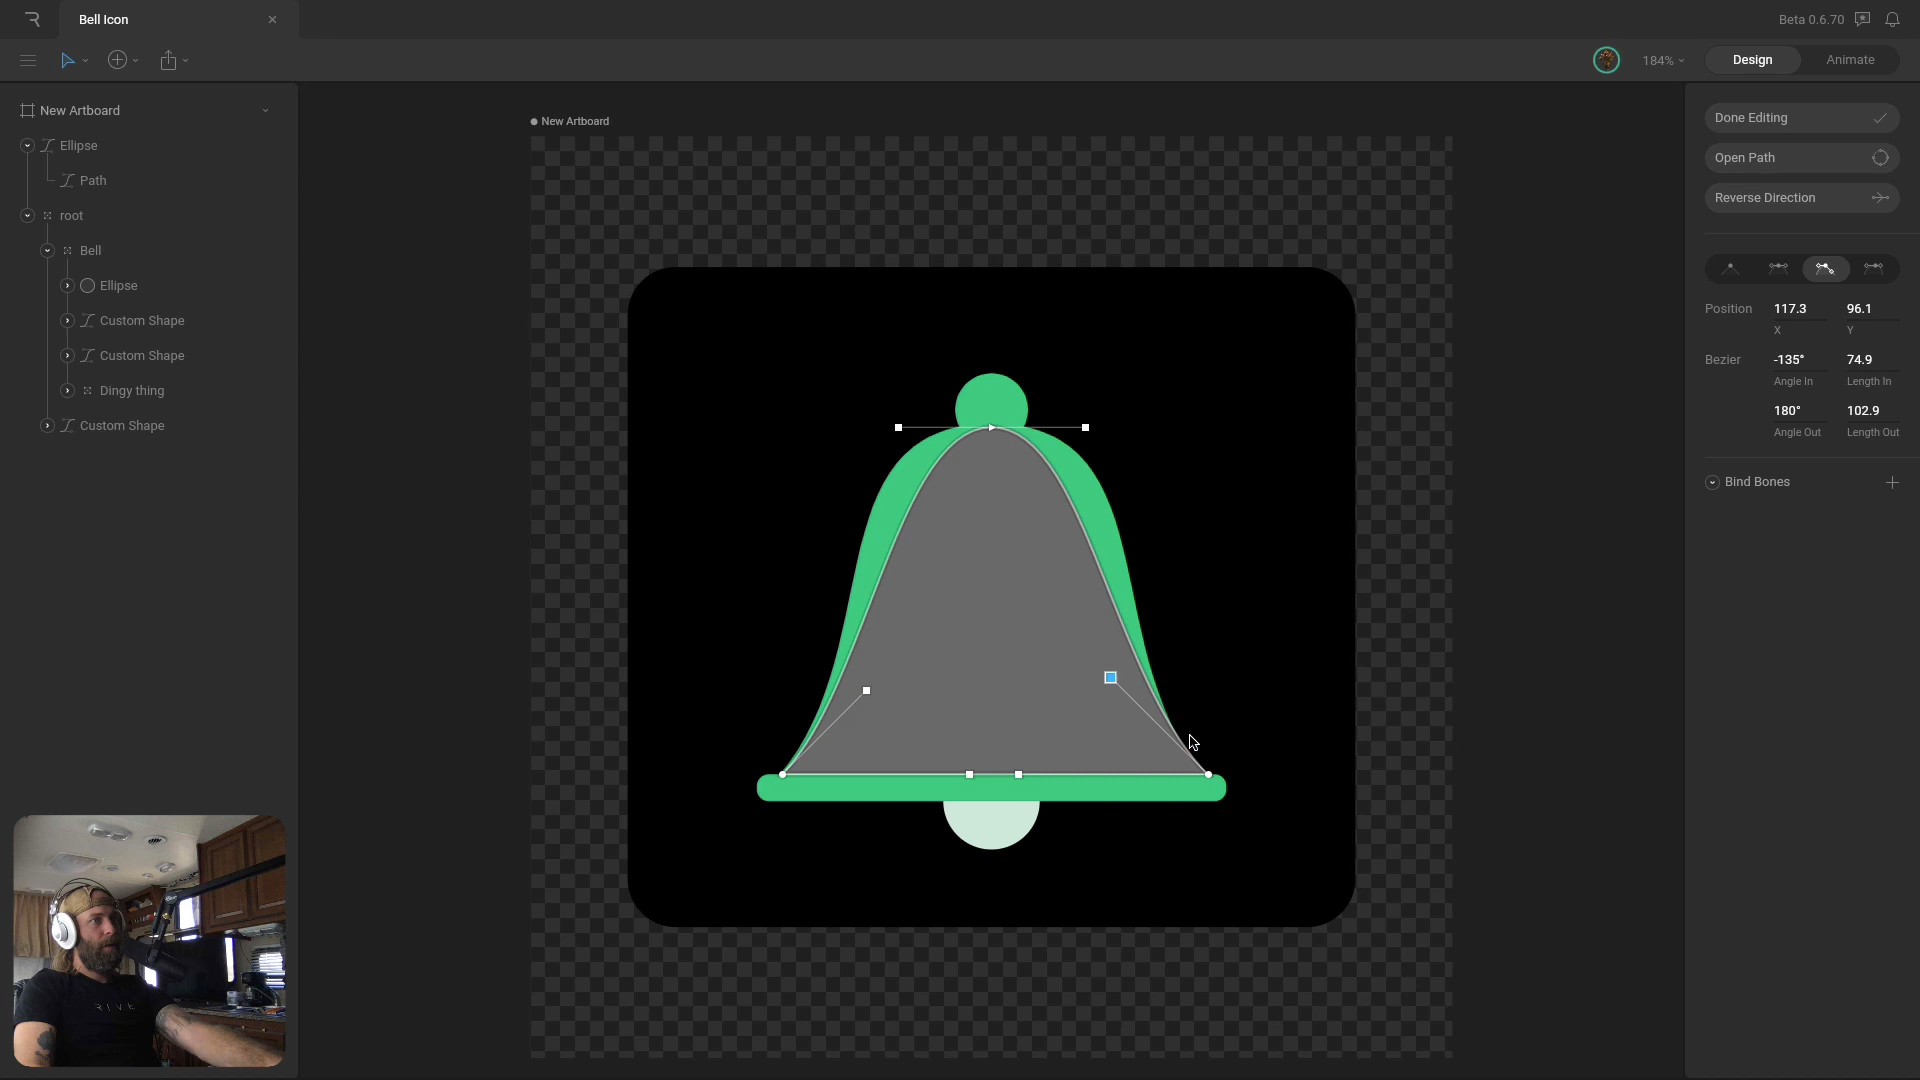 Bell Icon
Beta 0.6.70
184%
Design
Animate
New Artboard
Ellipse
Path
root
Bell
Ellipse
Custom Shape
Custom Shape
Dingy thing
Custom Shape
New Artboard
Done Editing
Open Path
Reverse Direction
Position 117.3 96.1
X Y
Bezier -135° 74.9
Angle In Length In
180° 102.9
Angle Out Length Out
Bind Bones
RIVE